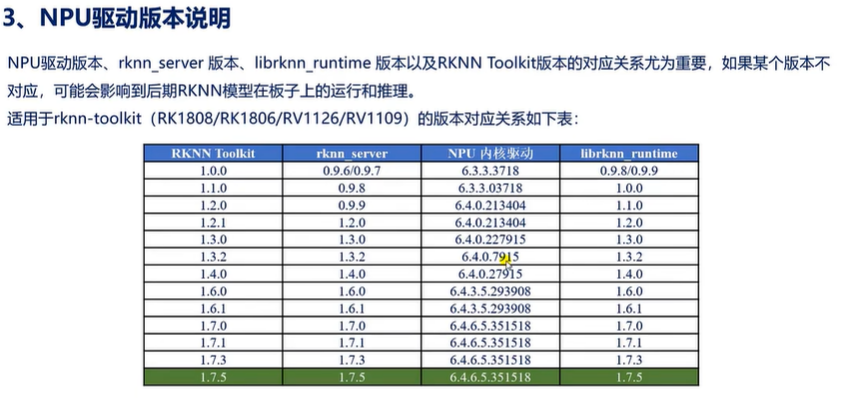 3、NPU驱动版本说明
NPU驱动版本、rknn_server 版本、librknn_runtime 版本以及RKNN Toolkit版本的对应关系尤为重要，如果某个版本不
对应，可能会影响到后期RKNN模型在板子上的运行和推理。
适用于rknn-toolkit（RK1808/RK1806/RV1126/RV1109）的版本对应关系如下表：
RKNN Toolkit rknn_server NPU 内核驱动 librknn_runtime
1.0.0 0.9.6/0.9.7 6.3.3.3718 0.9.8/0.9.9
1.1.0 0.9.8 6.3.3.03718 1.0.0
1.2.0 0.9.9 6.4.0.213404 1.1.0
1.2.1 1.2.0 6.4.0.213404 1.2.0
1.3.0 1.3.0 6.4.0.227915 1.3.0
1.3.2 1.3.2 6.4.0.7915 1.3.2
1.4.0 1.4.0 6.4.0.27915 1.4.0
1.6.0 1.6.0 6.4.3.5.293908 1.6.0
1.6.1 1.6.1 6.4.3.5.293908 1.6.1
1.7.0 1.7.0 6.4.6.5.351518 1.7.0
1.7.1 1.7.1 6.4.6.5.351518 1.7.1
1.7.3 1.7.3 6.4.6.5.351518 1.7.3
1.7.5 1.7.5 6.4.6.5.351518 1.7.5